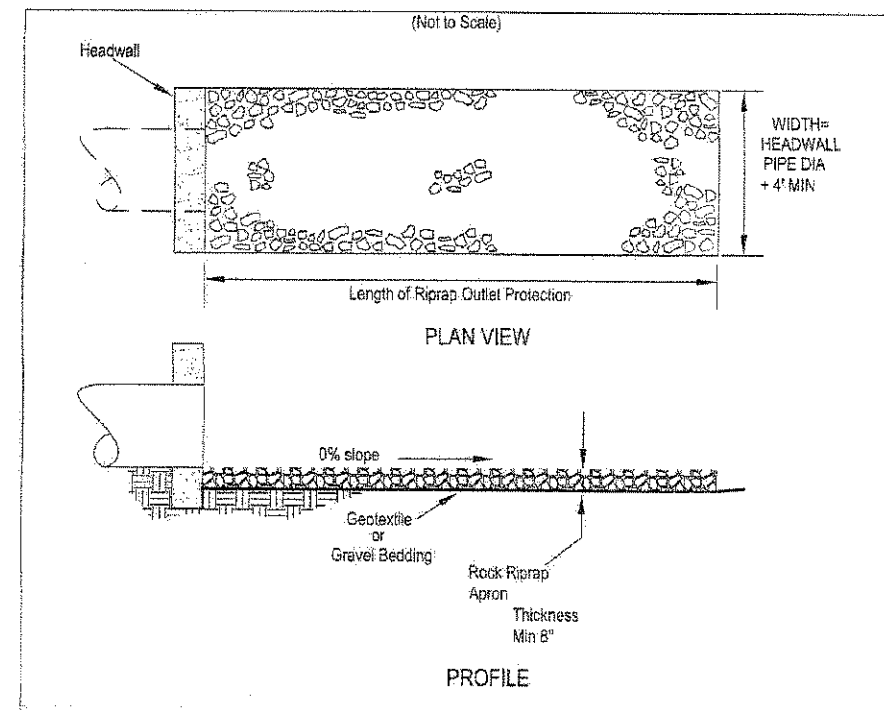 (Not to Scale)
Headwall
WIDTH=
HEADWALL
PIPE DIA
+ 4' MIN
Length of Riprap Outlet Protection
PLAN VIEW
0% slope
Geotextile
or
Gravel Bedding
Rock Riprap
Apron
Thickness
Min 8"
PROFILE